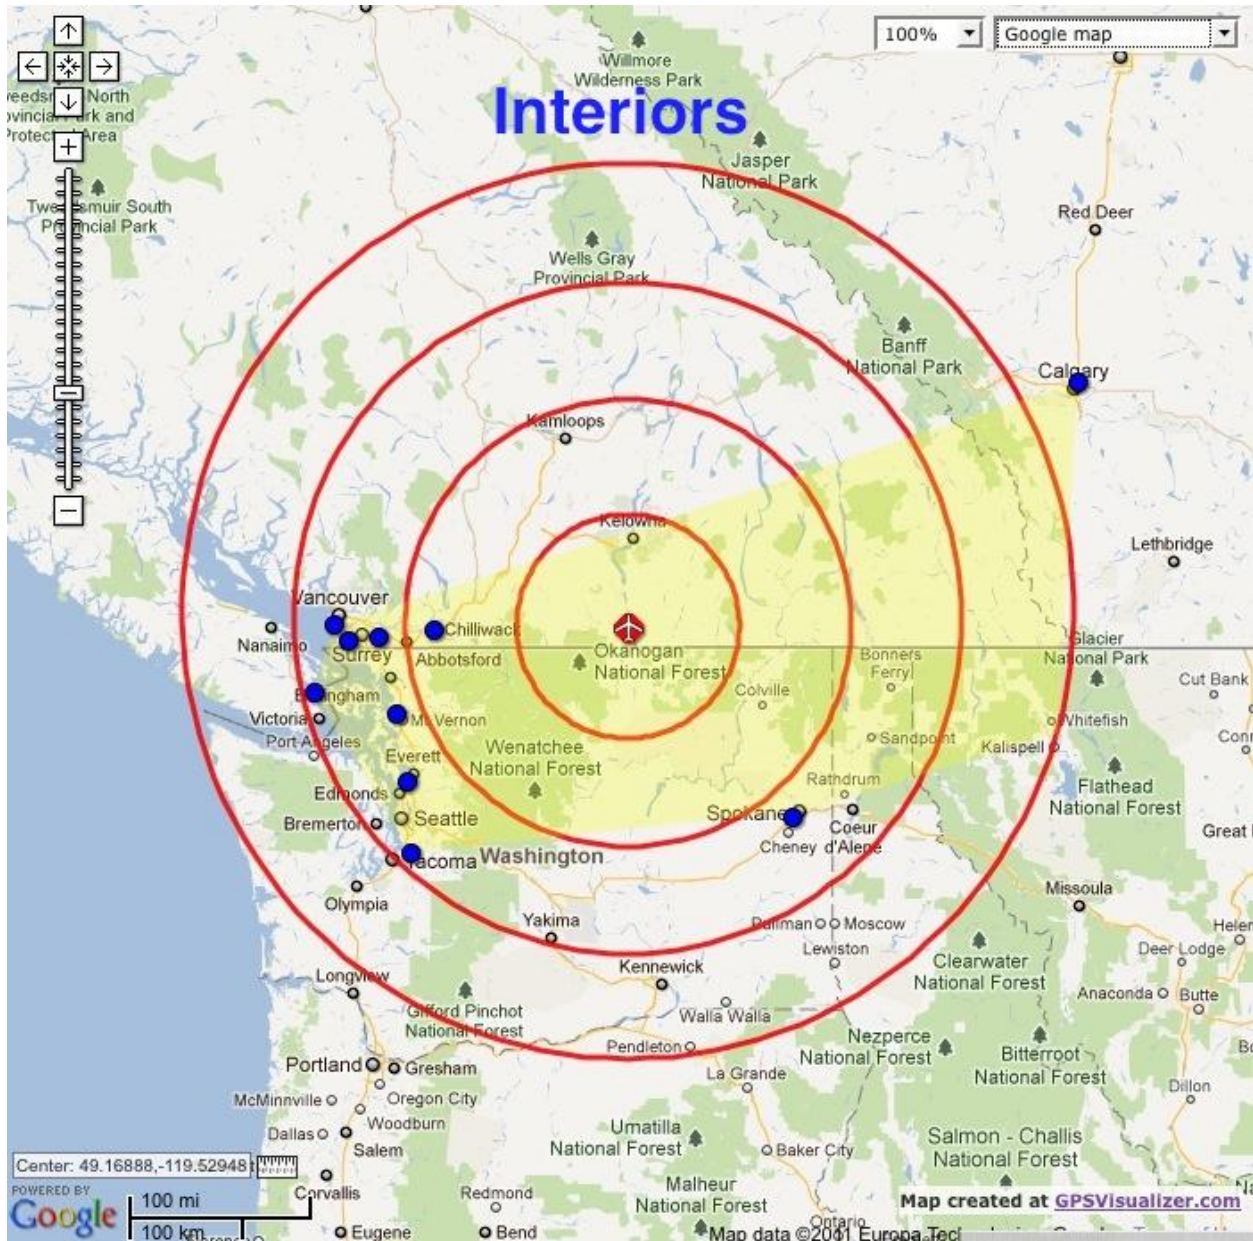 100%
Google map
Willmore
Wilderness Park
North
Park and
Area
Interiors
Jasper
National Park
South
Provincial Park
Red Deer
Wells Gray
Provincial Park
Banff
National Park
Calgary
Kamloops
Kelowna
Lethbridge
Vancouver
Chilliwack
Nanaimo
Surrey
Abbotsford
Okanogan
National Forest
Glacier
National Park
Bonners
Ferry
Cut Bank
Colville
Victoria
Mt Vernon
Whitefish
Port Angeles
Sandpoint
Kalispell
Everett
Wenatchee
National Forest
Rathdrum
Flathead
National Forest
Edmonds
Seattle
Spokane
Bremerton
Coeur
d'Alene
Cheney
Great
Tacoma
Washington
Missoula
Olympia
Yakima
Pullman
Moscow
Lewiston
Deer Lodge
Longview
Kennewick
Clearwater
National Forest
Anaconda
Butte
Gifford Pinchot
National Forest
Walla Walla
Nezperce
National Forest
Pendleton
Bitterroot
National Forest
Portland
Gresham
La Grande
Dillon
McMinnville
Oregon City
Woodburn
Dallas
Salem
Umatilla
National Forest
Baker City
Salmon - Challis
National Forest
Center: 49.16888,-119.52948
POWERED BY
Google
100 mi
100 km
Corvallis
Redmond
Malheur
National Forest
Map created at GPSVisualizer.com
Eugene
Bend
Ontario
Map data ©2011 Europa